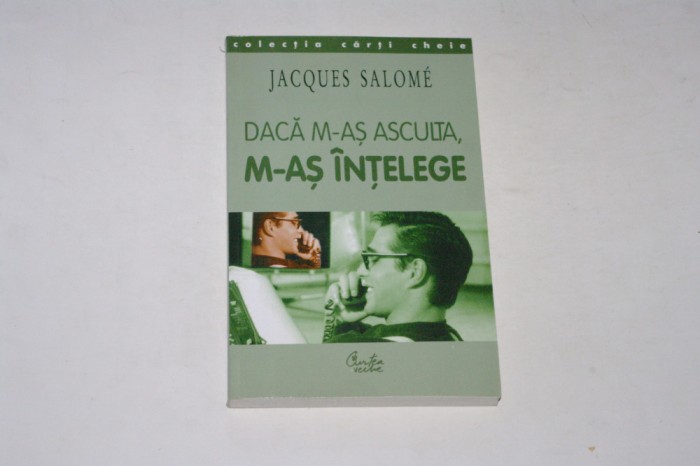 colecția cărți cheie
JACQUES SALOMÉ
DACĂ M-AȘ ASCULTA,
M-AȘ ÎNȚELEGE
Curtea
veche